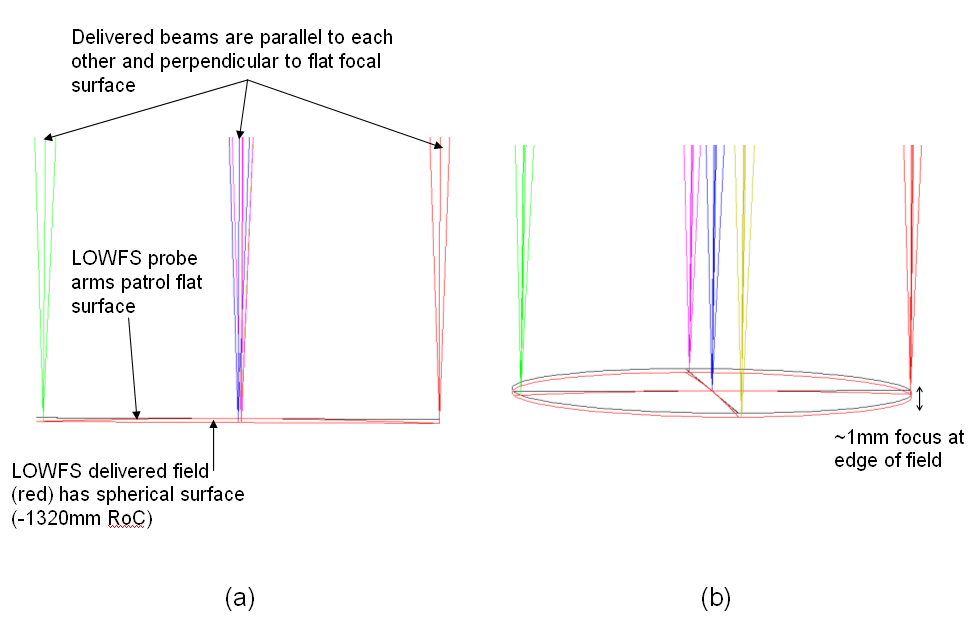 Delivered beams are parallel to each
other and perpendicular to flat focal
surface
LOWFS probe
arms patrol flat
surface
LOWFS delivered field
(red) has spherical surface
(-1320mm RoC)
~1mm focus at
edge of field
(a)
(b)